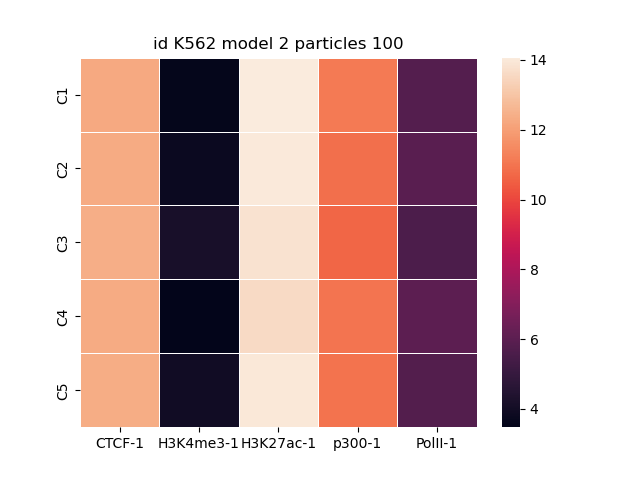 id K562 model 2 particles 100
C1
C2
C3
C4
C5
CTCF-1 H3K4me3-1 H3K27ac-1 p300-1 PolII-1
14
12
10
8
6
4